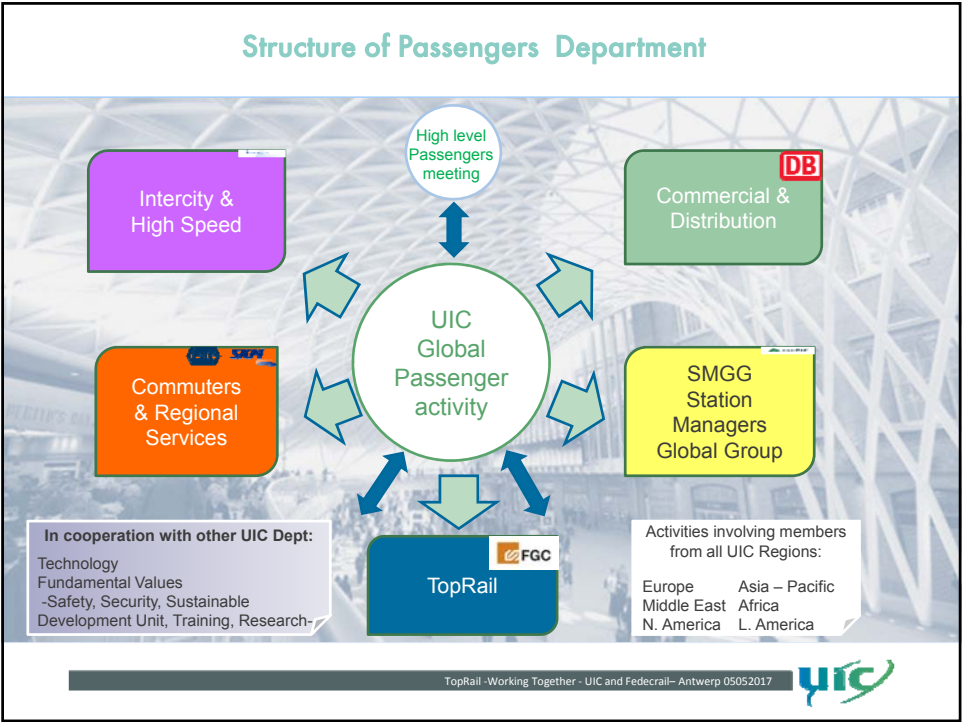 Structure of Passengers Department
High level
Passengers
meeting
Intercity &
High Speed
DB
Commercial &
Distribution
UIC
Global
Passenger
activity
Commuters
& Regional
Services
SMGG
Station
Managers
Global Group
In cooperation with other UIC Dept:
Technology
Fundamental Values
-Safety, Security, Sustainable
Development Unit, Training, Research-
FGC
TopRail
Activities involving members
from all UIC Regions:
Europe Asia – Pacific
Middle East Africa
N. America L. America
TopRail -Working Together - UIC and Fedecrail– Antwerp 05052017
uic